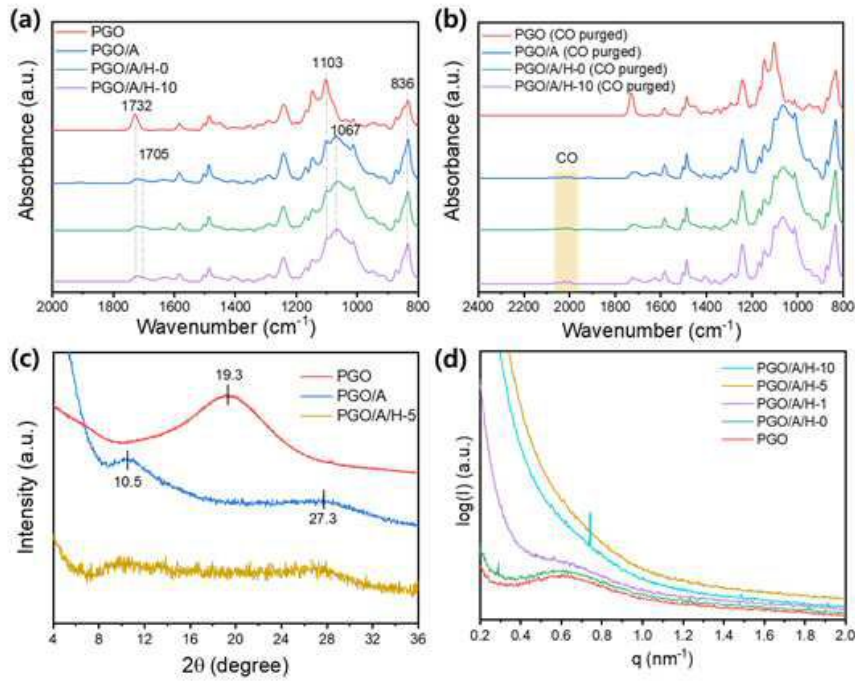 (a)
PGO
PGO/A
PGO/A/H-0
PGO/A/H-10
1732
1705
1103
1067
836
Absorbance (a.u.)
2000 1800 1600 1400 1200 1000 800
Wavenumber (cm⁻¹)
(b)
PGO (CO purged)
PGO/A (CO purged)
PGO/A/H-0 (CO purged)
PGO/A/H-10 (CO purged)
CO
Absorbance (a.u.)
2400 2200 2000 1800 1600 1400 1200 1000 800
Wavenumber (cm⁻¹)
(c)
PGO
PGO/A
PGO/A/H-5
19.3
10.5
27.3
Intensity (a.u.)
4 8 12 16 20 24 28 32 36
2θ (degree)
(d)
PGO/A/H-10
PGO/A/H-5
PGO/A/H-1
PGO/A/H-0
PGO
log(I) (a.u.)
0.2 0.4 0.6 0.8 1.0 1.2 1.4 1.6 1.8 2.0
q (nm⁻¹)